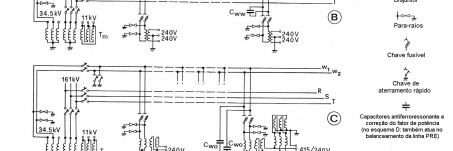 T
34.5kV
11kV
Tm
Cww
240V
240V
B
w1
w2
161kV
R
S
T
C
34.5kV
11kV
Cwo
Cwo
240V
415/240V
Disjuntor
Para-raios
Chave fusível
Chave de
aterramento rápido
Capacitores antiferroressonante e
correção do fator de potência
(no esquema D: também atua no
balanceamento da linha PRE)